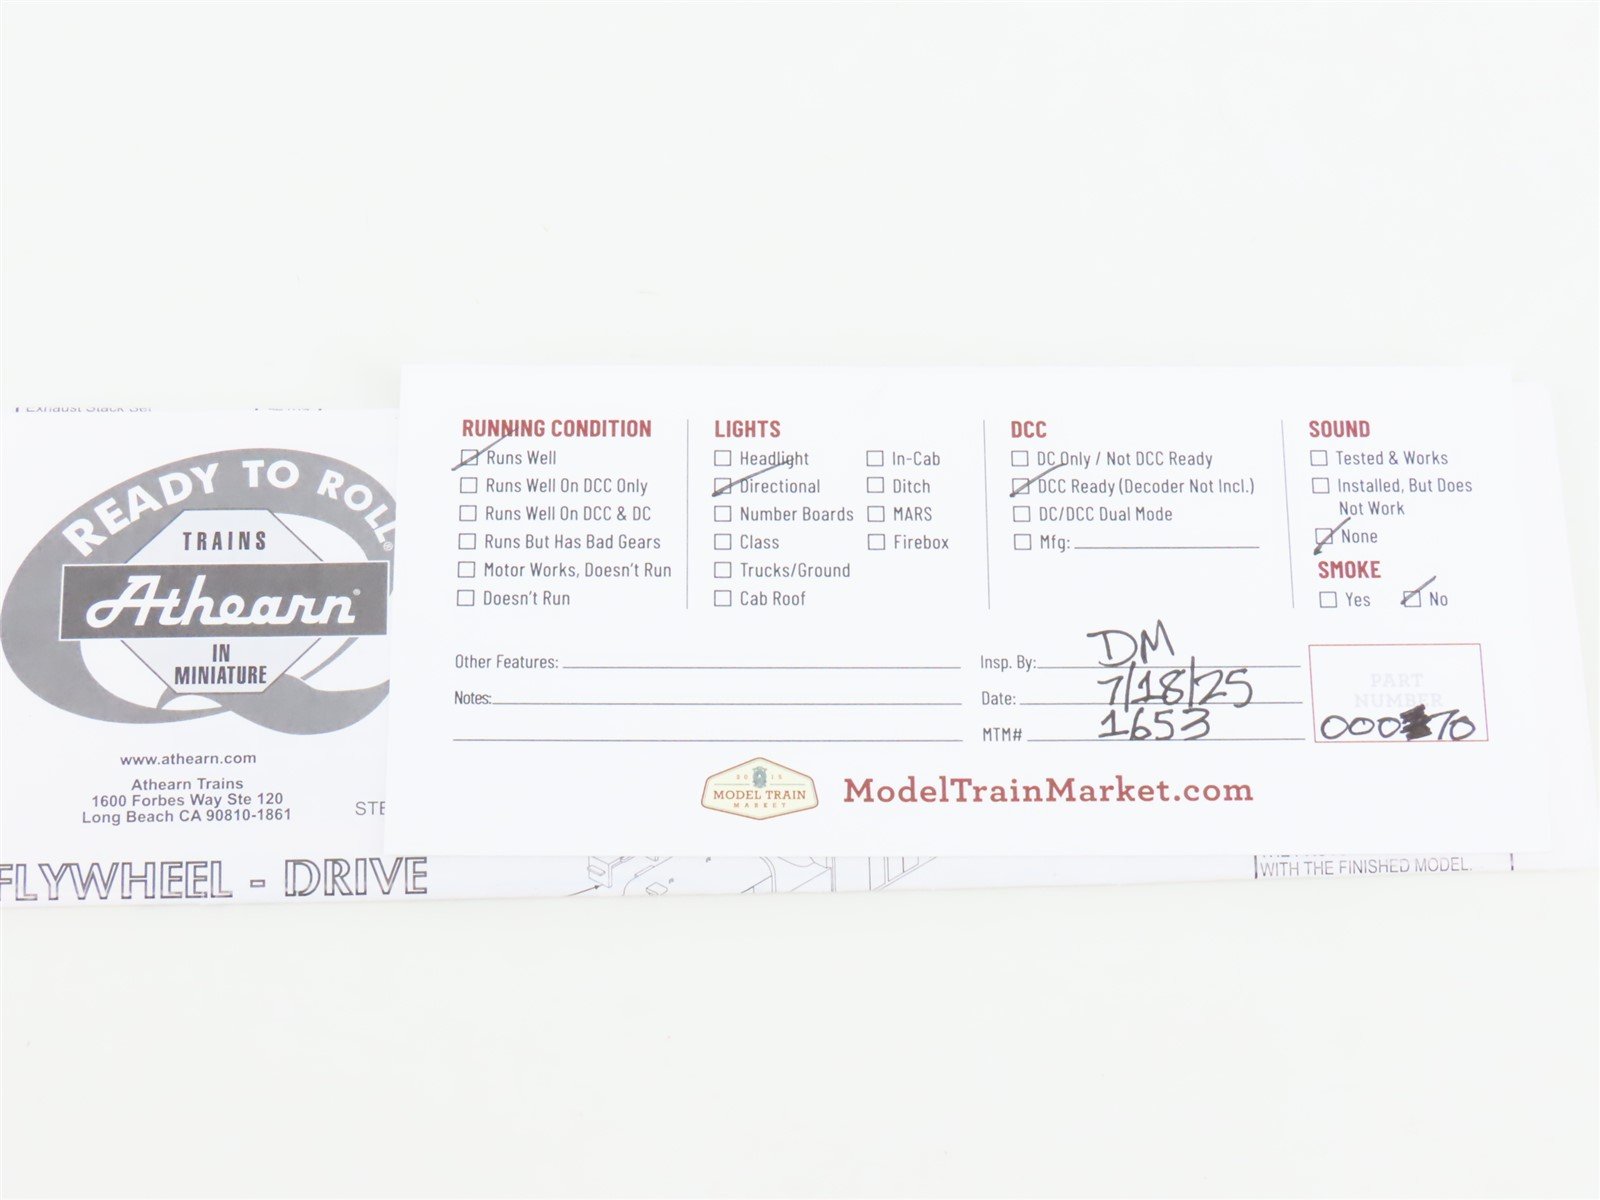 Exhaust Stack Set
READY TO ROLL®
TRAINS
Athearn®
IN
MINIATURE
www.athearn.com
Athearn Trains
1600 Forbes Way Ste 120
Long Beach CA 90810-1861
STE
FLYWHEEL - DRIVE
RUNNING CONDITION
Runs Well
Runs Well On DCC Only
Runs Well On DCC & DC
Runs But Has Bad Gears
Motor Works, Doesn't Run
Doesn't Run
LIGHTS
Headlight
Directional
Number Boards
Class
Trucks/Ground
Cab Roof
In-Cab
Ditch
MARS
Firebox
DCC
DC Only / Not DCC Ready
DCC Ready (Decoder Not Incl.)
DC/DCC Dual Mode
Mfg:
SOUND
Tested & Works
Installed, But Does
Not Work
None
SMOKE
Yes No
Other Features:
Notes:
Insp. By: DM
Date: 7/18/25
MTM# 1653
PART
NUMBER
000 70
2015
MODEL TRAIN
MARKET
ModelTrainMarket.com
WITH THE FINISHED MODEL.